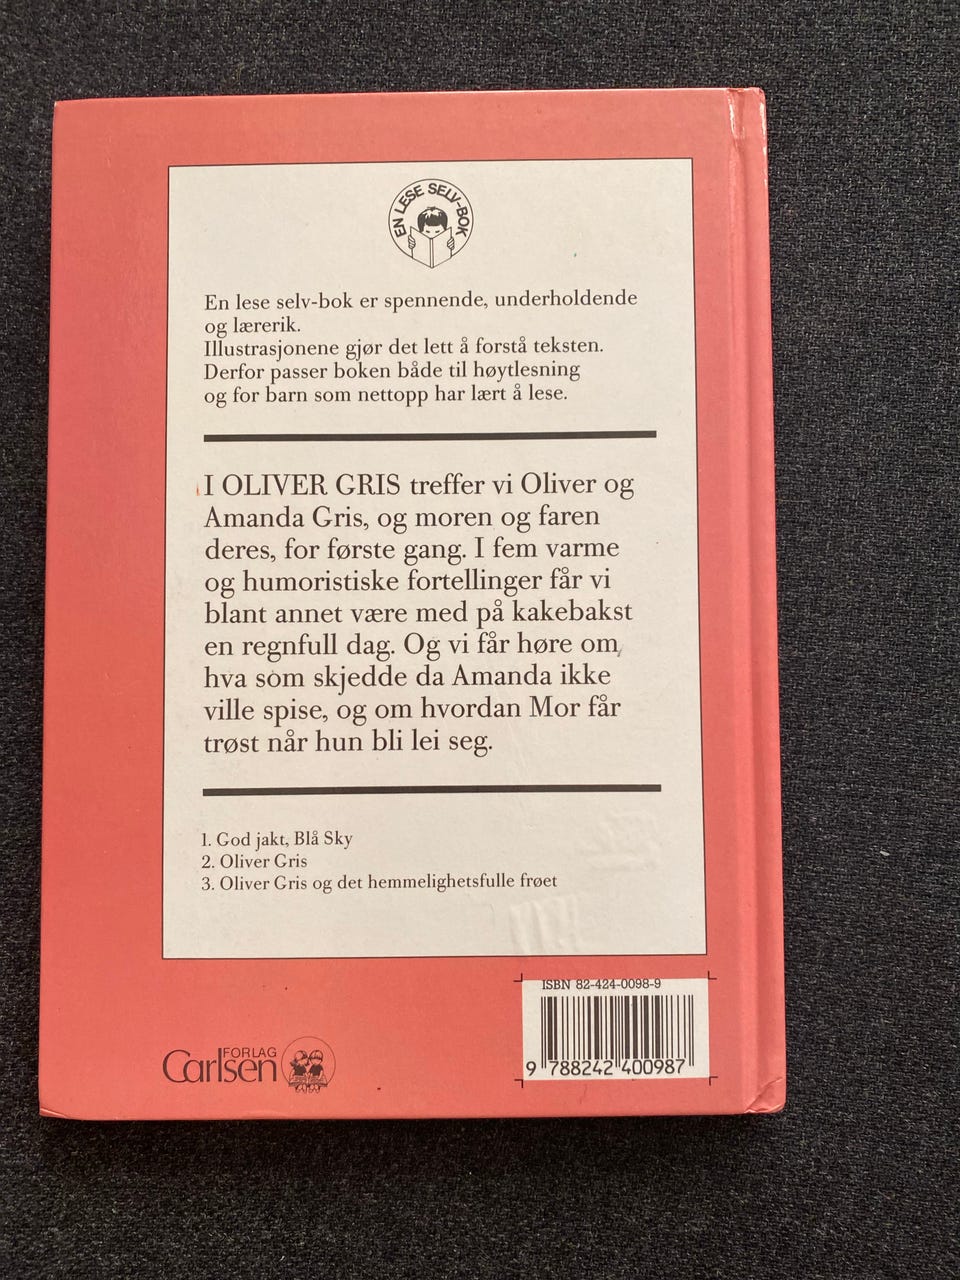 EN LESE SELV-BOK
En lese selv-bok er spennende, underholdende
og lærerik.
Illustrasjonene gjør det lett å forstå teksten.
Derfor passer boken både til høytlesning
og for barn som nettopp har lært å lese.
I OLIVER GRIS treffer vi Oliver og
Amanda Gris, og moren og faren
deres, for første gang. I fem varme
og humoristiske fortellinger får vi
blant annet være med på kakebakst
en regnfull dag. Og vi får høre om
hva som skjedde da Amanda ikke
ville spise, og om hvordan Mor får
trøst når hun bli lei seg.
1. God jakt, Blå Sky
2. Oliver Gris
3. Oliver Gris og det hemmelighetsfulle frøet
ISBN 82-424-0098-9
9 788242 400987
FORLAG
Carlsen